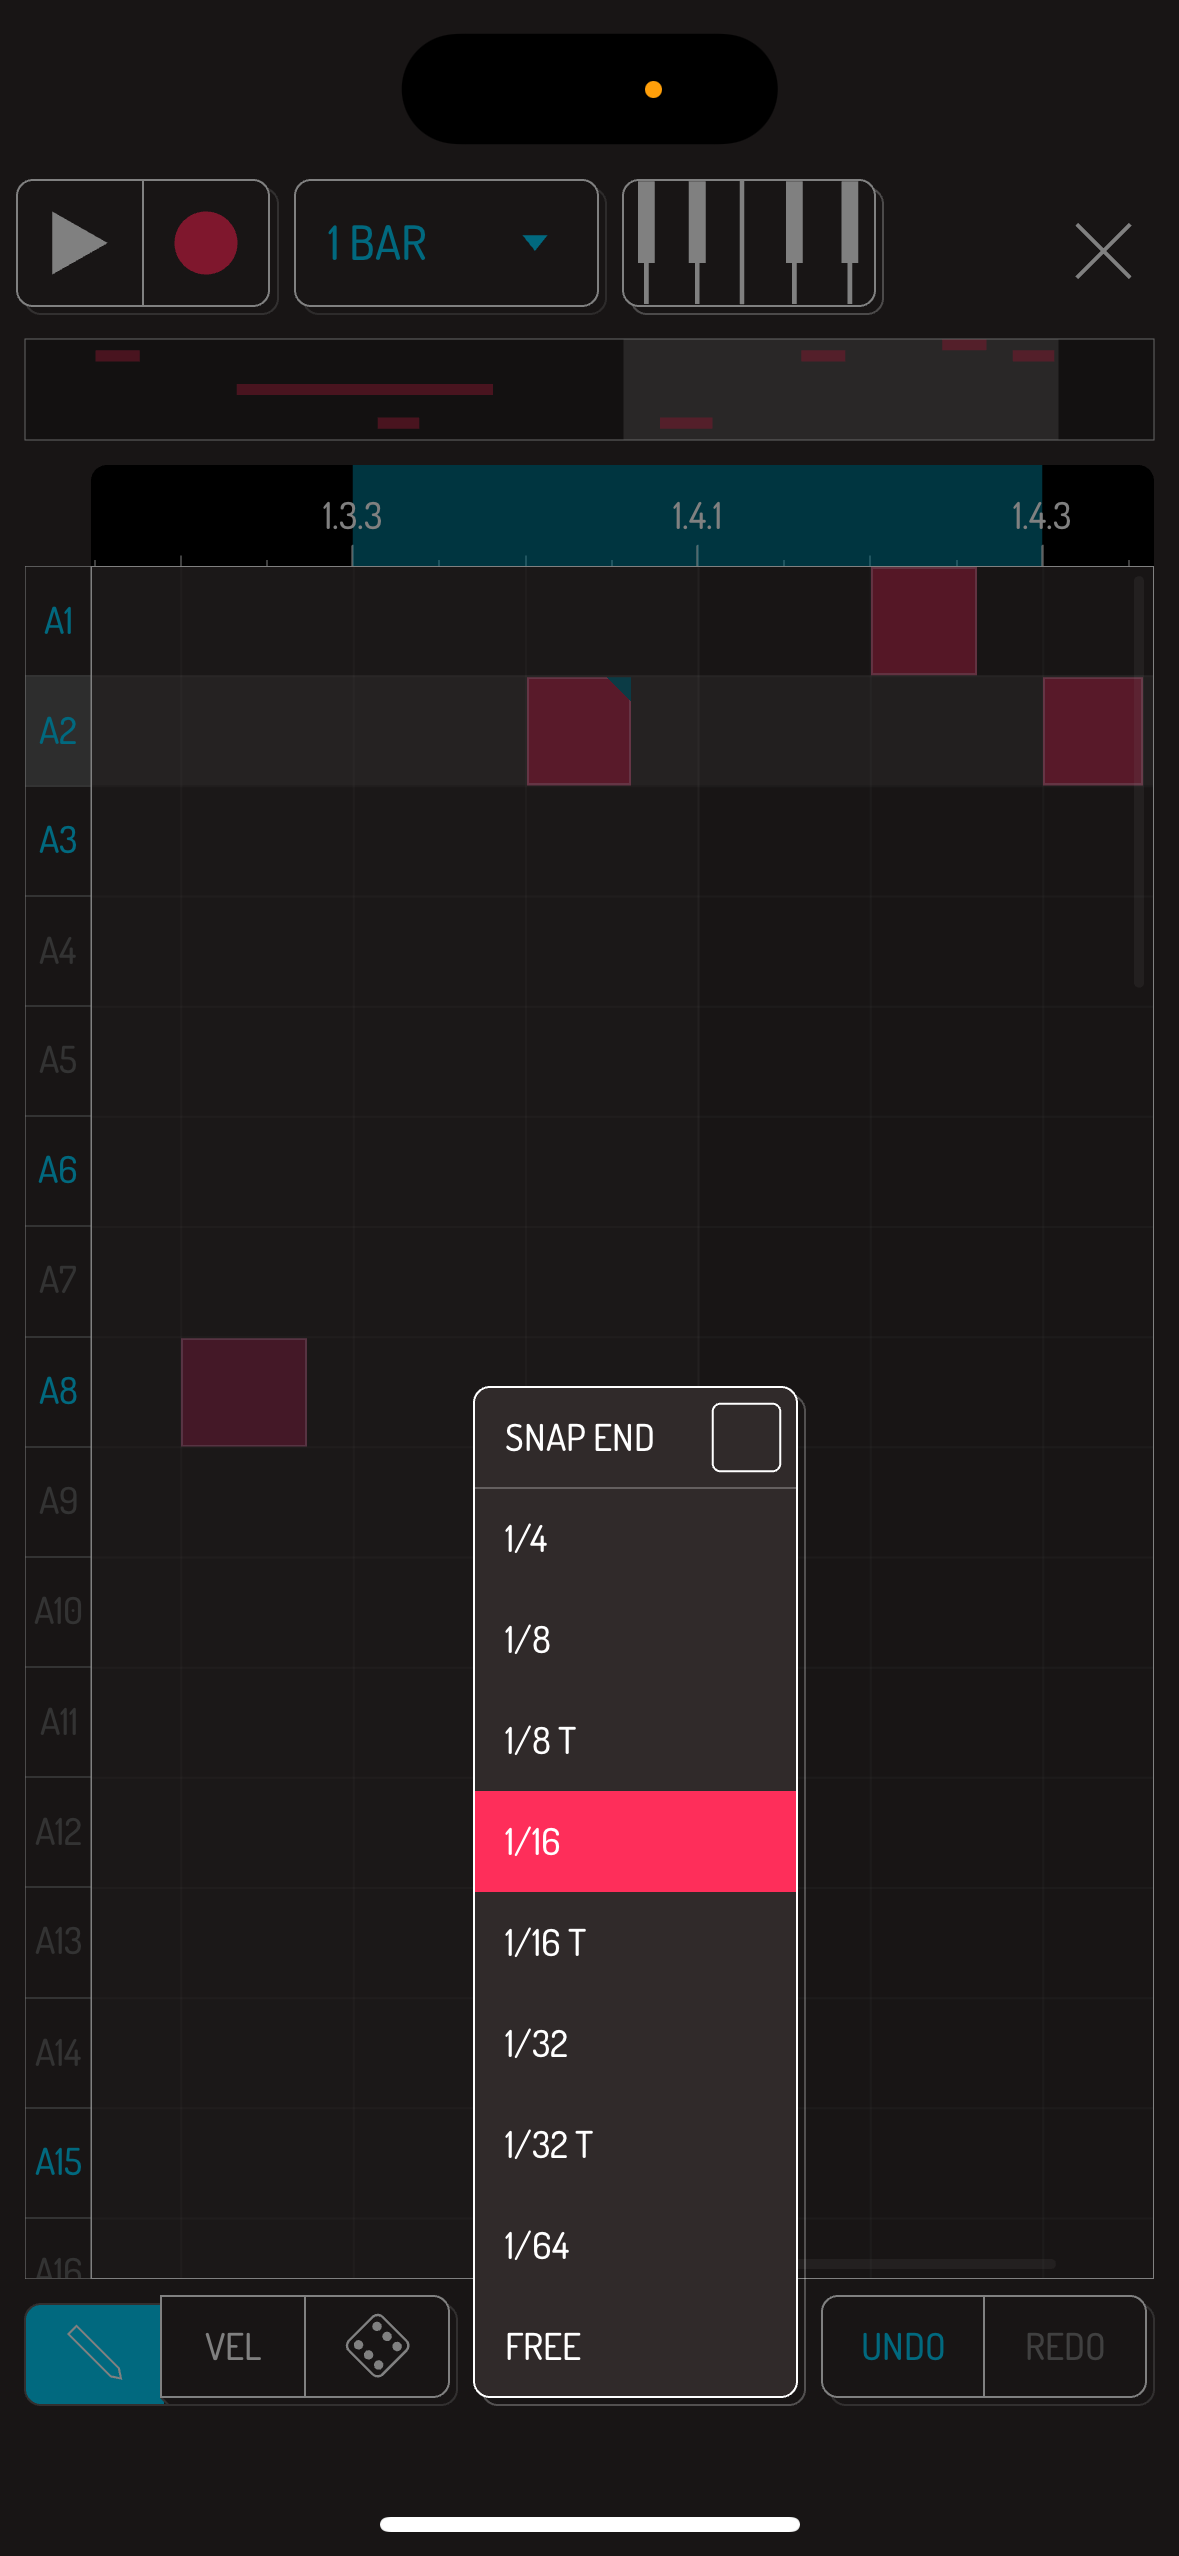 1 BAR
1.3.3 1.4.1 1.4.3
A1
A2
A3
A4
A5
A6
A7
A8
SNAP END
A9
1/4
A10
1/8
A11
1/8 T
A12
1/16
A13
1/16 T
A14
1/32
A15
1/32 T
A16
1/64
VEL
FREE
UNDO
REDO